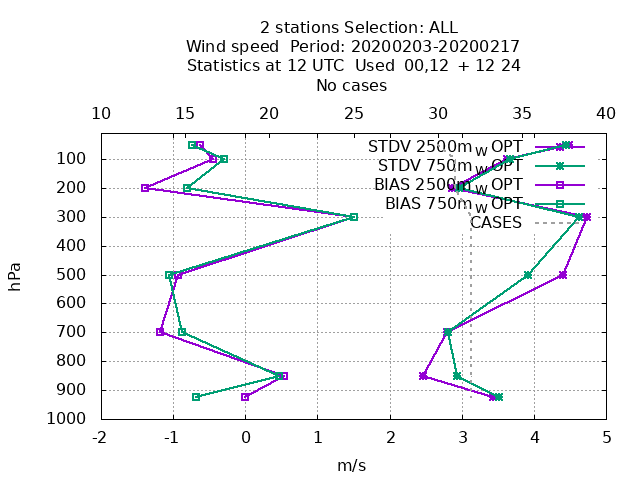 2 stations Selection: ALL
Wind speed  Period: 20200203-20200217
Statistics at 12 UTC  Used  00,12  + 12 24
No cases
10 15 20 25 30 35 40
STDV 2500m_W OPT
STDV 750m_W OPT
BIAS 2500m_W OPT
BIAS 750m_W OPT
CASES
hPa
100
200
300
400
500
600
700
800
900
1000
-2 -1 0 1 2 3 4 5
m/s